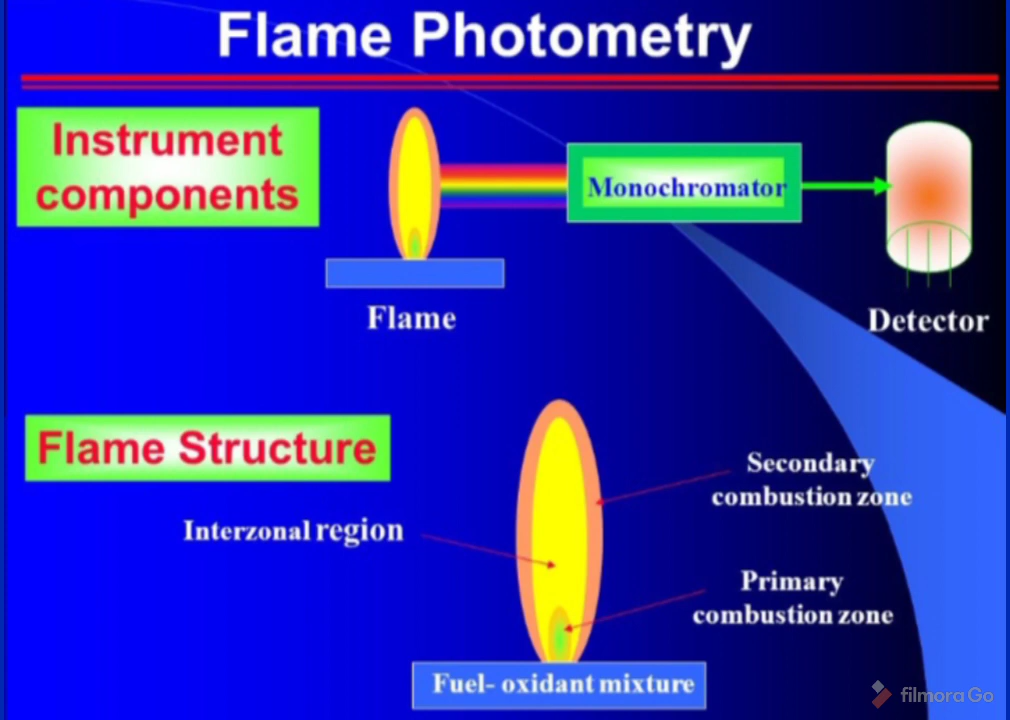 Flame Photometry
Instrument
components
Monochromator
Flame
Detector
Flame Structure
Secondary
combustion zone
Interzonal region
Primary
combustion zone
Fuel- oxidant mixture
filmora Go